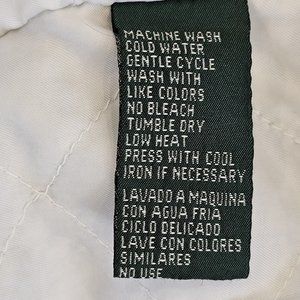 MACHINE WASH
COLD WATER
GENTLE CYCLE
WASH WITH
LIKE COLORS
NO BLEACH
TUMBLE DRY
LOW HEAT
PRESS WITH COOL
IRON IF NECESSARY
LAVADO A MAQUINA
CON AGUA FRIA
CICLO DELICADO
LAVE CON COLORES
SIMILARES
NO USE